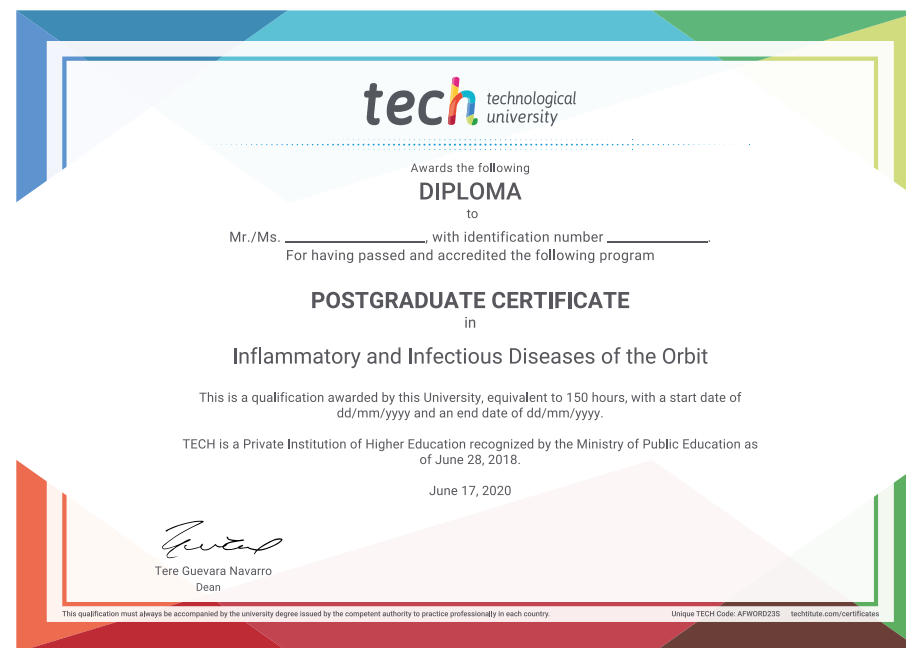 tech technological
university
Awards the following
DIPLOMA
to
Mr./Ms. ____________________, with identification number ______________.
For having passed and accredited the following program
POSTGRADUATE CERTIFICATE
in
Inflammatory and Infectious Diseases of the Orbit
This is a qualification awarded by this University, equivalent to 150 hours, with a start date of
dd/mm/yyyy and an end date of dd/mm/yyyy.
TECH is a Private Institution of Higher Education recognized by the Ministry of Public Education as
of June 28, 2018.
June 17, 2020
Tere Guevara Navarro
Dean
This qualification must always be accompanied by the university degree issued by the competent authority to practice professionally in each country. Unique TECH Code: AFWORD23S techtitute.com/certificates